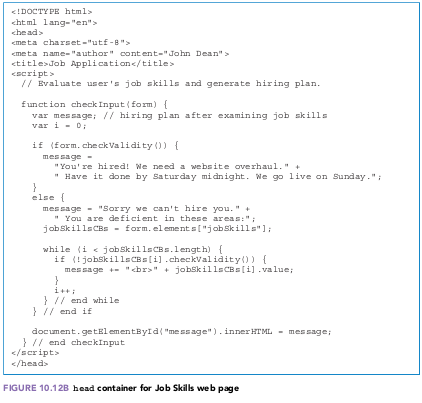 <!DOCTYPE html>
<html lang="en">
<head>
<meta charset="utf-8">
<meta name="author" content="John Dean">
<title>Job Application</title>
<script>
  // Evaluate user's job skills and generate hiring plan.

  function checkInput(form) {
    var message; // hiring plan after examining job skills
    var i = 0;

    if (form.checkValidity()) {
      message =
        "You're hired! We need a website overhaul." +
        " Have it done by Saturday midnight. We go live on Sunday.";
    }
    else {
      message = "Sorry we can't hire you." +
        " You are deficient in these areas:";
      jobSkillsCBs = form.elements["jobSkills"];

      while (i < jobSkillsCBs.length) {
        if (!jobSkillsCBs[i].checkValidity()) {
          message += "<br>" + jobSkillsCBs[i].value;
        }
        i++;
      } // end while
    } // end if

    document.getElementById("message").innerHTML = message;
  } // end checkInput
</script>
</head>
FIGURE 10.12B head container for Job Skills web page